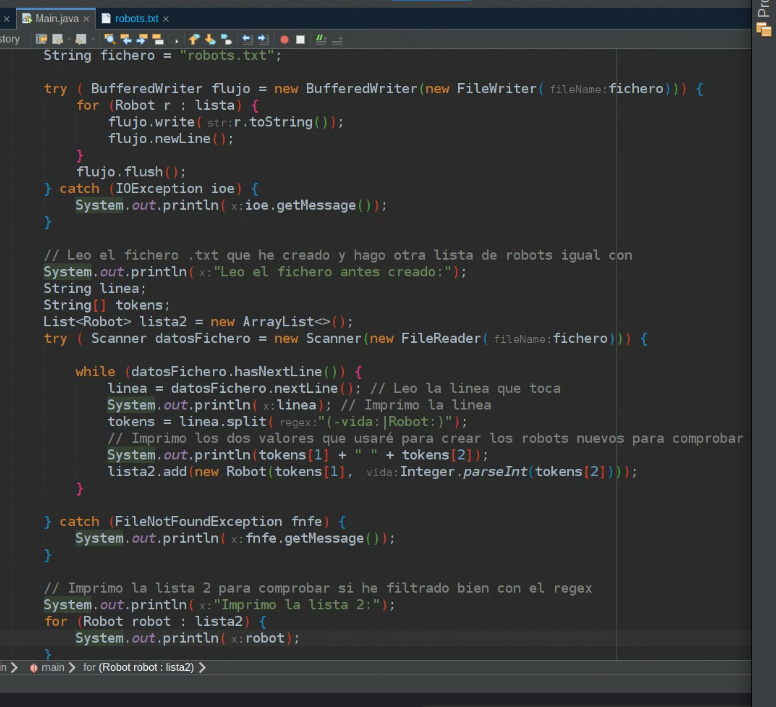 Main.java × robots.txt ×
story
String fichero = "robots.txt";
try ( BufferedWriter flujo = new BufferedWriter(new FileWriter( fileName:fichero))) {
for (Robot r : lista) {
flujo.write( str:r.toString());
flujo.newLine();
}
flujo.flush();
} catch (IOException ioe) {
System.out.println( x:ioe.getMessage());
}
// Leo el fichero .txt que he creado y hago otra lista de robots igual con
System.out.println( x:"Leo el fichero antes creado:");
String linea;
String[] tokens;
List<Robot> lista2 = new ArrayList<>();
try ( Scanner datosFichero = new Scanner(new FileReader( fileName:fichero))) {
while (datosFichero.hasNextLine()) {
linea = datosFichero.nextLine(); // Leo la linea que toca
System.out.println( x:linea); // Imprimo la linea
tokens = linea.split( regex:"(-vida:|Robot:)");
// Imprimo los dos valores que usaré para crear los robots nuevos para comprobar
System.out.println(tokens[1] + " " + tokens[2]);
lista2.add(new Robot(tokens[1], vida:Integer.parseInt(tokens[2])));
}
} catch (FileNotFoundException fnfe) {
System.out.println( x:fnfe.getMessage());
}
// Imprimo la lista 2 para comprobar si he filtrado bien con el regex
System.out.println( x:"Imprimo la lista 2:");
for (Robot robot : lista2) {
System.out.println( x:robot);
}
in > main > for (Robot robot : lista2) >
Pro